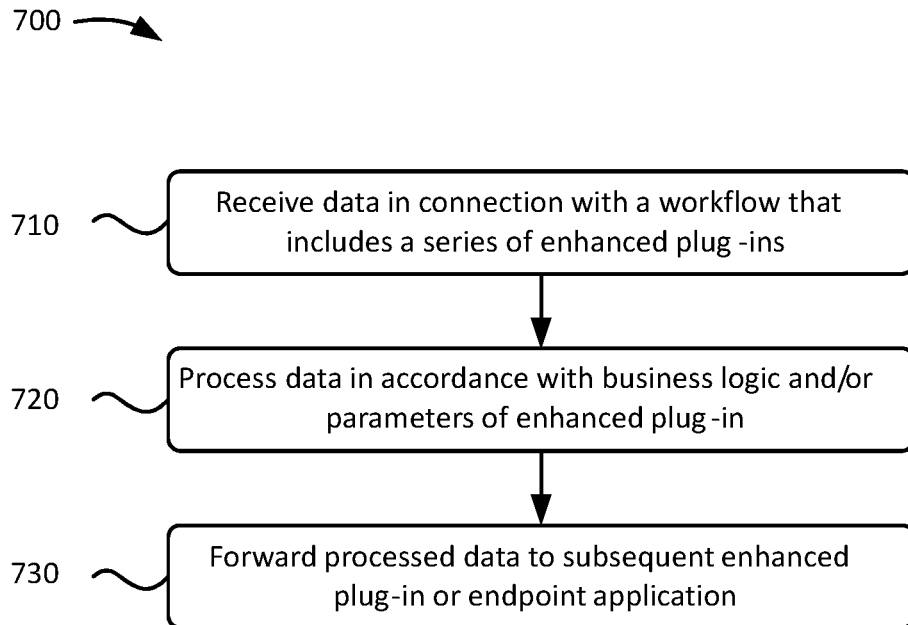 700
710
Receive data in connection with a workflow that
includes a series of enhanced plug -ins
720
Process data in accordance with business logic and/or
parameters of enhanced plug -in
730
Forward processed data to subsequent enhanced
plug-in or endpoint application